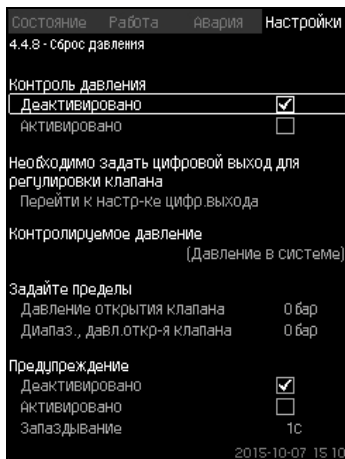 Состояние Работа Авария Настройки
4.4.8 - Сброс давления
Контроль давления
Деактивировано
Активировано
Необходимо задать цифровой выход для
регулировки клапана
Перейти к настр-ке цифр.выхода
Контролируемое давление
(Давление в системе)
Задайте пределы
Давление открытия клапана 0 бар
Диапаз., давл.откр-я клапана 0 бар
Предупреждение
Деактивировано
Активировано
Запаздывание 1с
2015-10-07 15:10